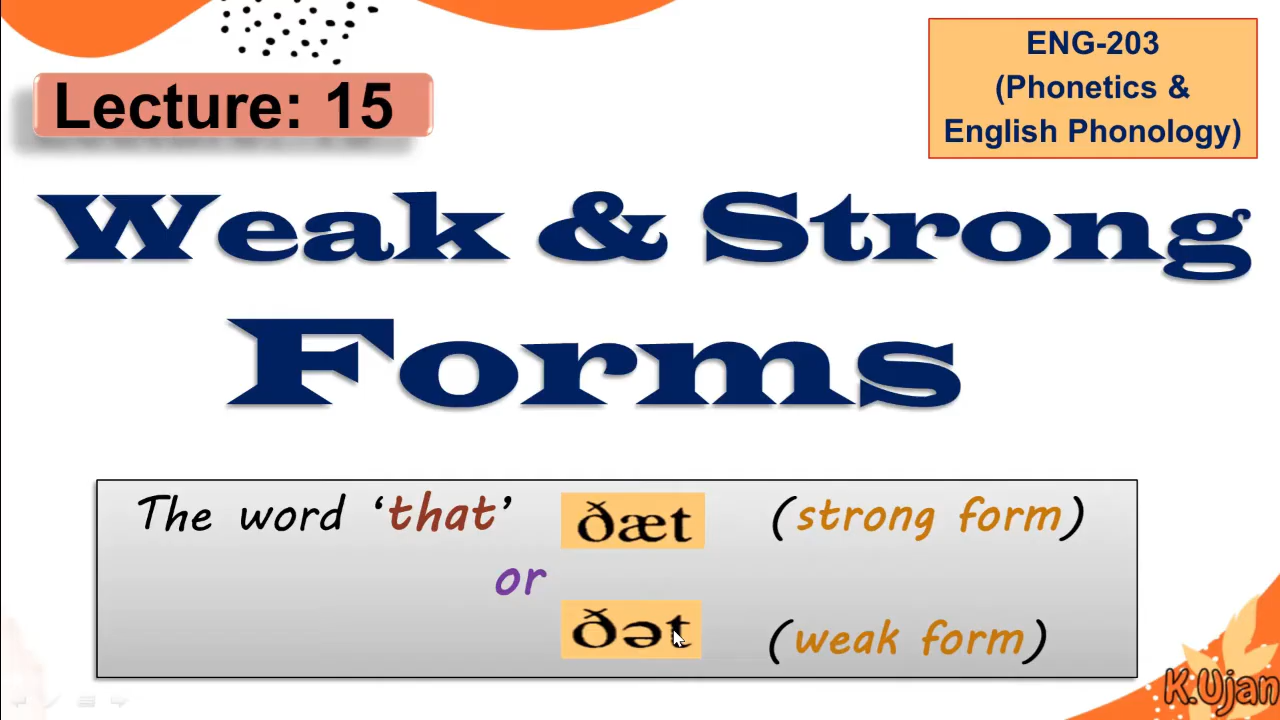 ENG-203
(Phonetics &
English Phonology)
Lecture: 15
Weak & Strong
Forms
The word ‘that’ ðæt (strong form)
or
ðət (weak form)
K.Ujan